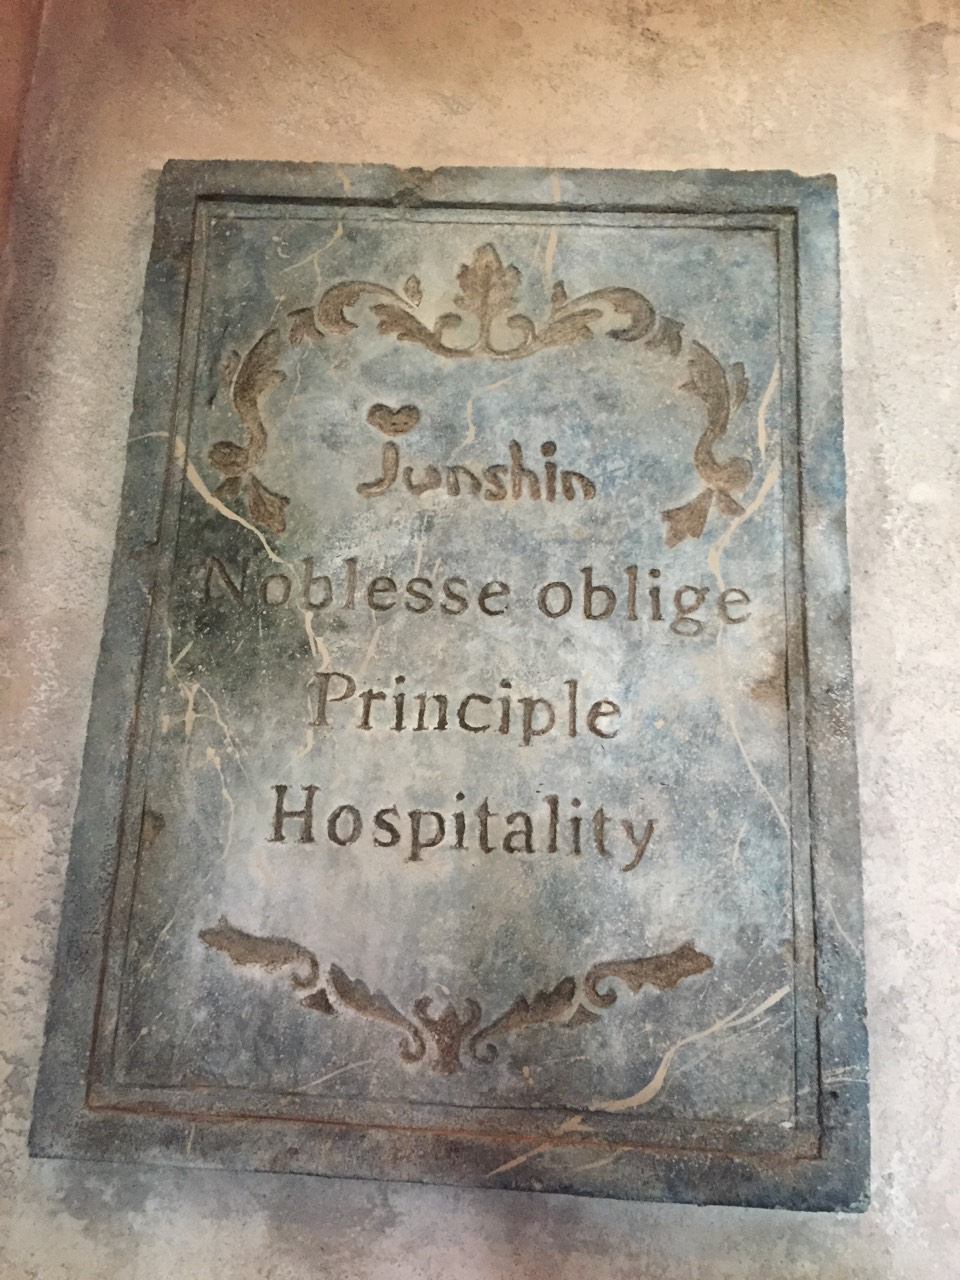 Junshin
Noblesse oblige
Principle
Hospitality